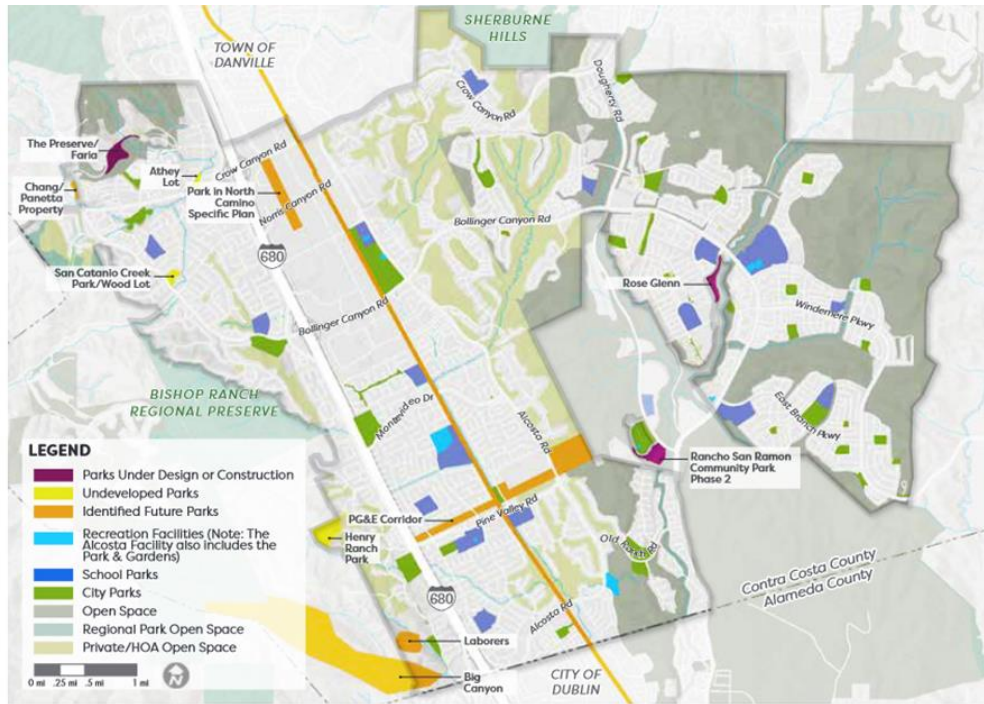 SHERBURNE
HILLS
TOWN OF
DANVILLE
Crow Canyon Rd
Dougherty Rd
The Preserve/
Faria
Crow Canyon Rd
Athey
Lot
Chang/
Panetta
Property
Park in North
Camino
Specific Plan
Norris Canyon Rd
Bollinger Canyon Rd
680
San Catanio Creek
Park/Wood Lot
Rose Glenn
Bollinger Canyon Rd
Windemere Pkwy
BISHOP RANCH
REGIONAL PRESERVE
Montevideo Dr
Alcosta Rd
East Branch Pkwy
LEGEND
Parks Under Design or Construction
Undeveloped Parks
Identified Future Parks
Recreation Facilities (Note: The
Alcosta Facility also includes the
Park & Gardens)
School Parks
City Parks
Open Space
Regional Park Open Space
Private/HOA Open Space
0 mi .25 mi .5 mi 1 mi
N
Rancho San Ramon
Community Park
Phase 2
PG&E Corridor
Pine Valley Rd
Henry
Ranch
Park
Old Ranch Rd
Contra Costa County
Alameda County
680
Alcosta Rd
Laborers
Big
Canyon
CITY OF
DUBLIN